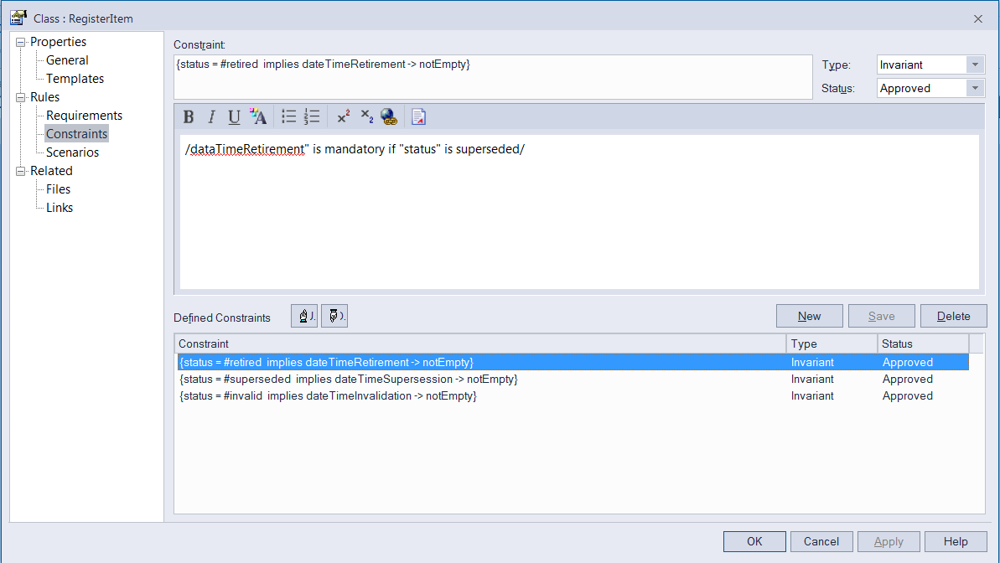 Class : RegisterItem
Properties
General
Templates
Rules
Requirements
Constraints
Scenarios
Related
Files
Links
Constraint:
{status = #retired implies dateTimeRetirement -> notEmpty}
Type: Invariant
Status: Approved
B I U A
/dataTimeRetirement" is mandatory if "status" is superseded/
Defined Constraints
New Save Delete
Constraint Type Status
{status = #retired implies dateTimeRetirement -> notEmpty} Invariant Approved
{status = #superseded implies dateTimeSupersession -> notEmpty} Invariant Approved
{status = #invalid implies dateTimeInvalidation -> notEmpty} Invariant Approved
OK Cancel Apply Help